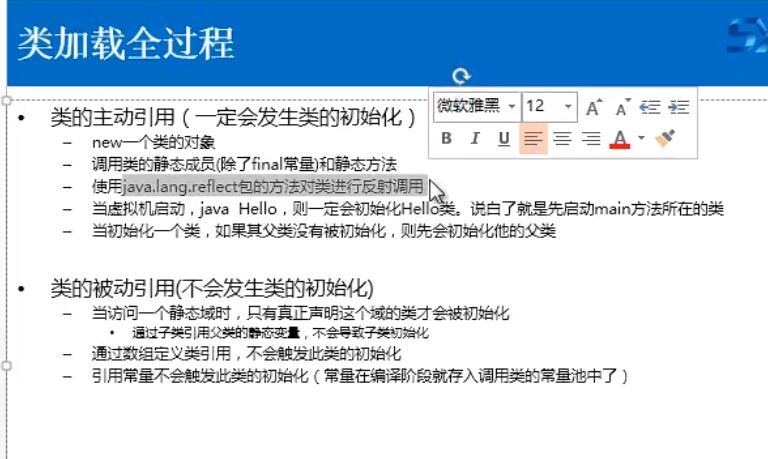 类加载全过程
• 类的主动引用（一定会发生类的初始化）
– new一个类的对象
– 调用类的静态成员(除了final常量)和静态方法
– 使用java.lang.reflect包的方法对类进行反射调用
– 当虚拟机启动，java Hello，则一定会初始化Hello类。说白了就是先启动main方法所在的类
– 当初始化一个类，如果其父类没有被初始化，则先会初始化他的父类
• 类的被动引用(不会发生类的初始化)
– 当访问一个静态域时，只有真正声明这个域的类才会被初始化
• 通过子类引用父类的静态变量，不会导致子类初始化
– 通过数组定义类引用，不会触发此类的初始化
– 引用常量不会触发此类的初始化（常量在编译阶段就存入调用类的常量池中了）
微软雅黑 12 A A
B I U A